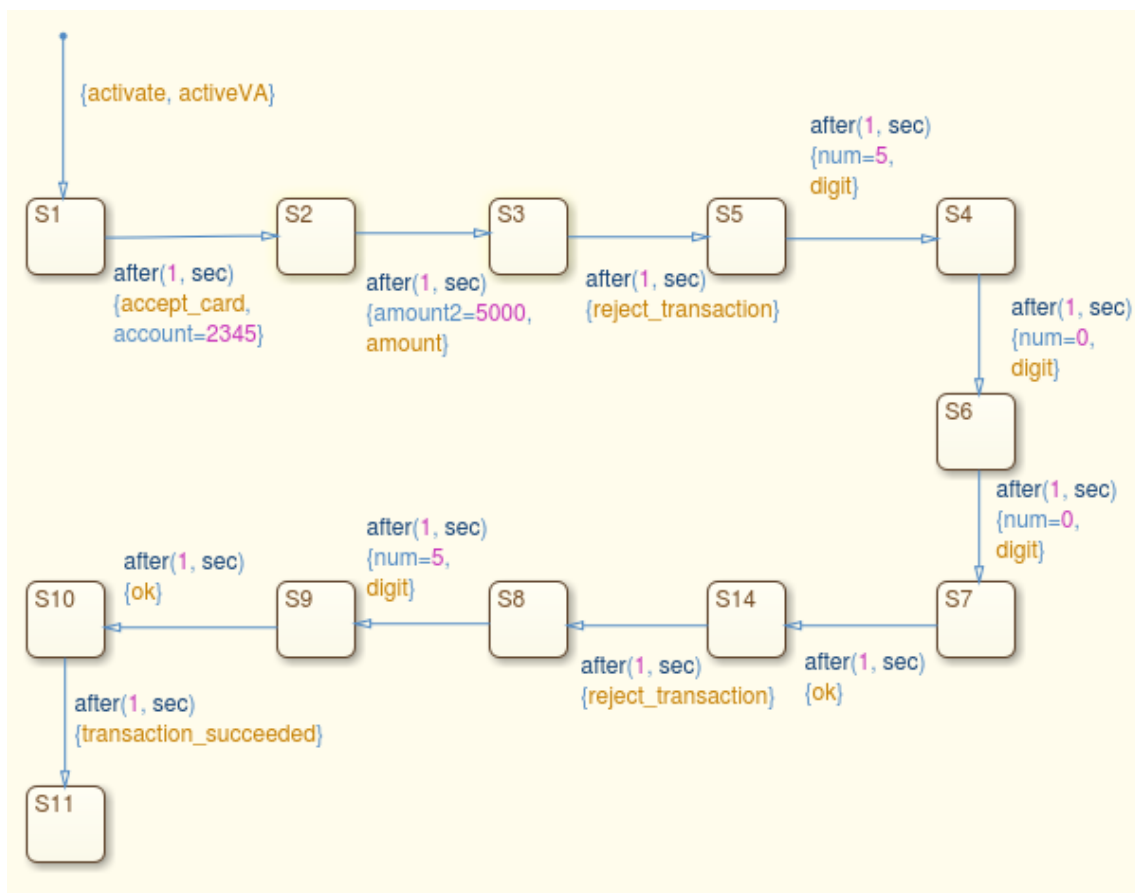 {activate, activeVA}
after(1, sec)
{num=5,
digit}
S1
S2
S3
S5
S4
after(1, sec)
{accept_card,
account=2345}
after(1, sec)
{amount2=5000,
amount}
after(1, sec)
{reject_transaction}
after(1, sec)
{num=0,
digit}
S6
after(1, sec)
{num=0,
digit}
after(1, sec)
{num=5,
digit}
after(1, sec)
{ok}
S10
S9
S8
S14
S7
after(1, sec)
{reject_transaction}
after(1, sec)
{ok}
after(1, sec)
{transaction_succeeded}
S11